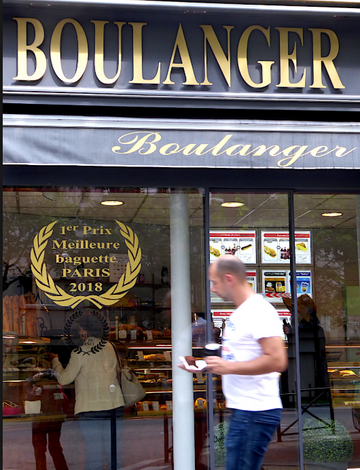 BOULANGER
Boulanger
1er Prix
Meilleure
baguette
PARIS
2018